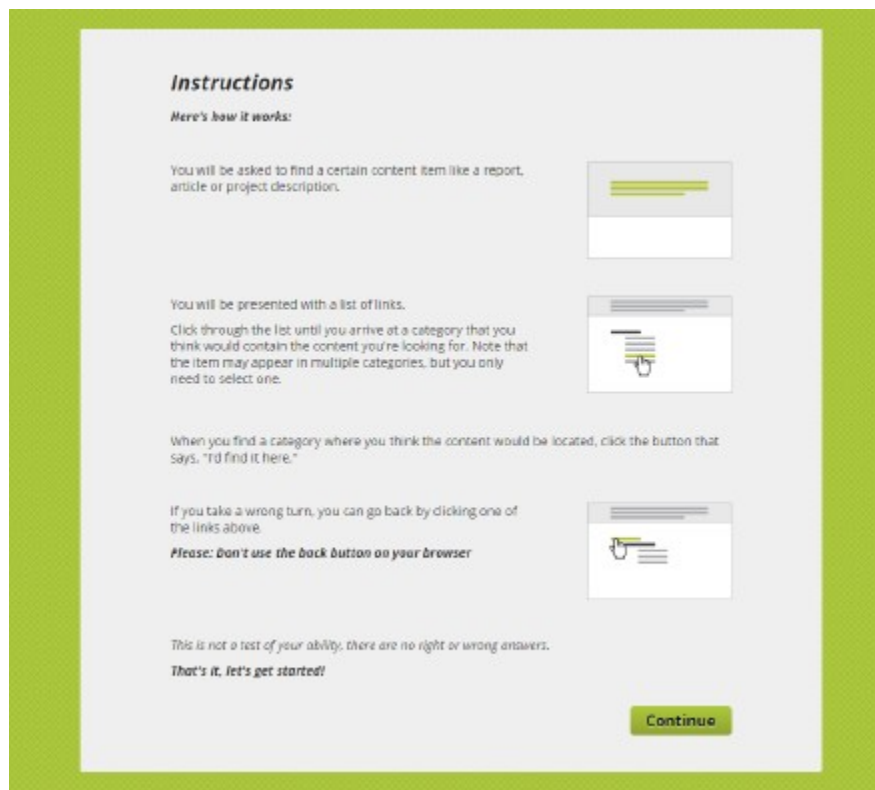 Instructions
Here's how it works:
You will be asked to find a certain content item like a report,
article or project description.
You will be presented with a list of links.
Click through the list until you arrive at a category that you
think would contain the content you're looking for. Note that
the item may appear in multiple categories, but you only
need to select one.
When you find a category where you think the content would be located, click the button that
says, "I'd find it here."
If you take a wrong turn, you can go back by clicking one of
the links above.
Please: Don't use the back button on your browser
This is not a test of your ability, there are no right or wrong answers.
That's it, let's get started!
Continue